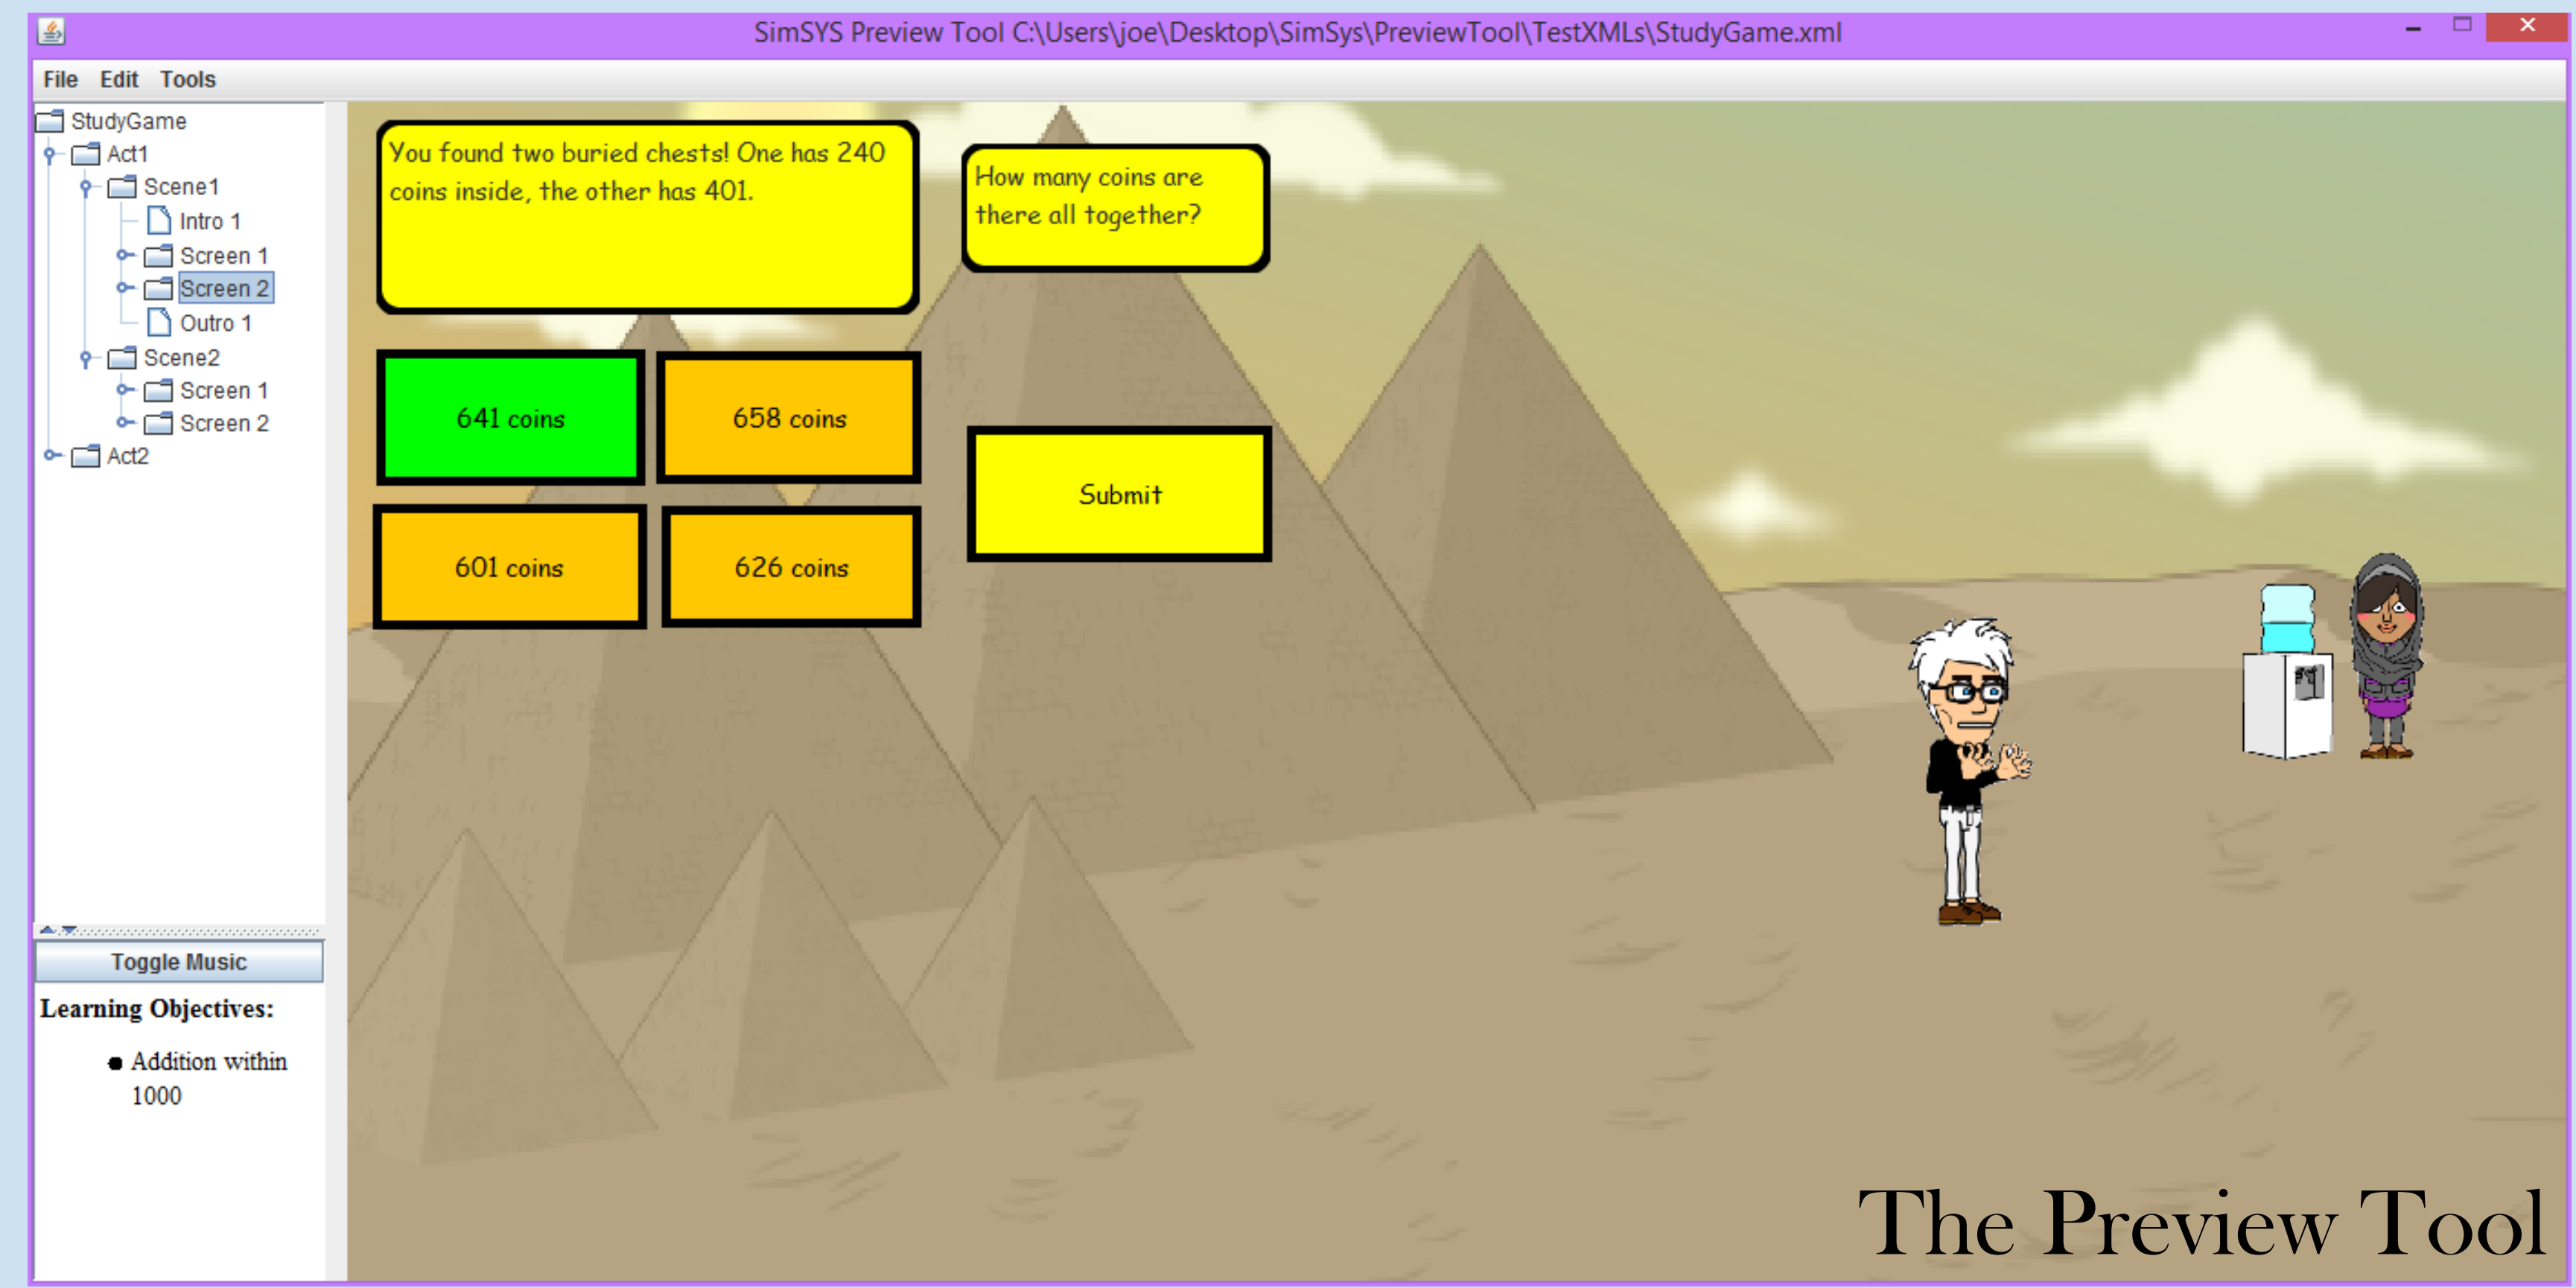 SimSYS Preview Tool C:\Users\joe\Desktop\SimSys\PreviewTool\TestXMLs\StudyGame.xml
File Edit Tools
StudyGame
Act1
Scene1
Intro 1
Screen 1
Screen 2
Outro 1
Scene2
Screen 1
Screen 2
Act2
Toggle Music
Learning Objectives:
Addition within
1000
You found two buried chests! One has 240
coins inside, the other has 401.
How many coins are
there all together?
641 coins
658 coins
601 coins
626 coins
Submit
The Preview Tool